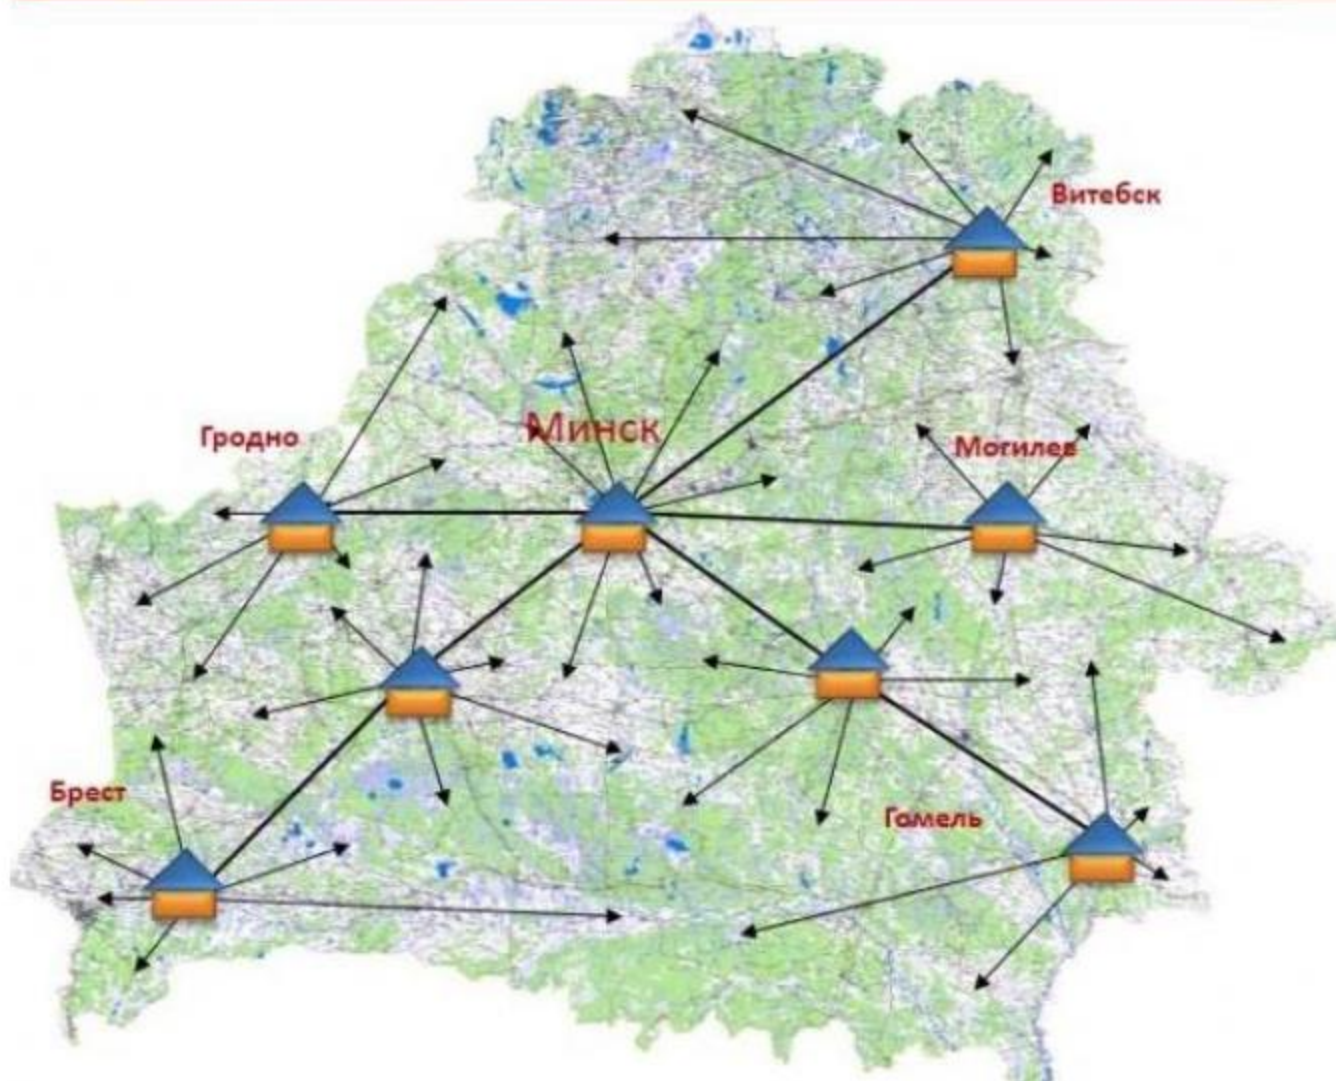 Витебск
Минск
Гродно
Могилев
Брест
Гомель